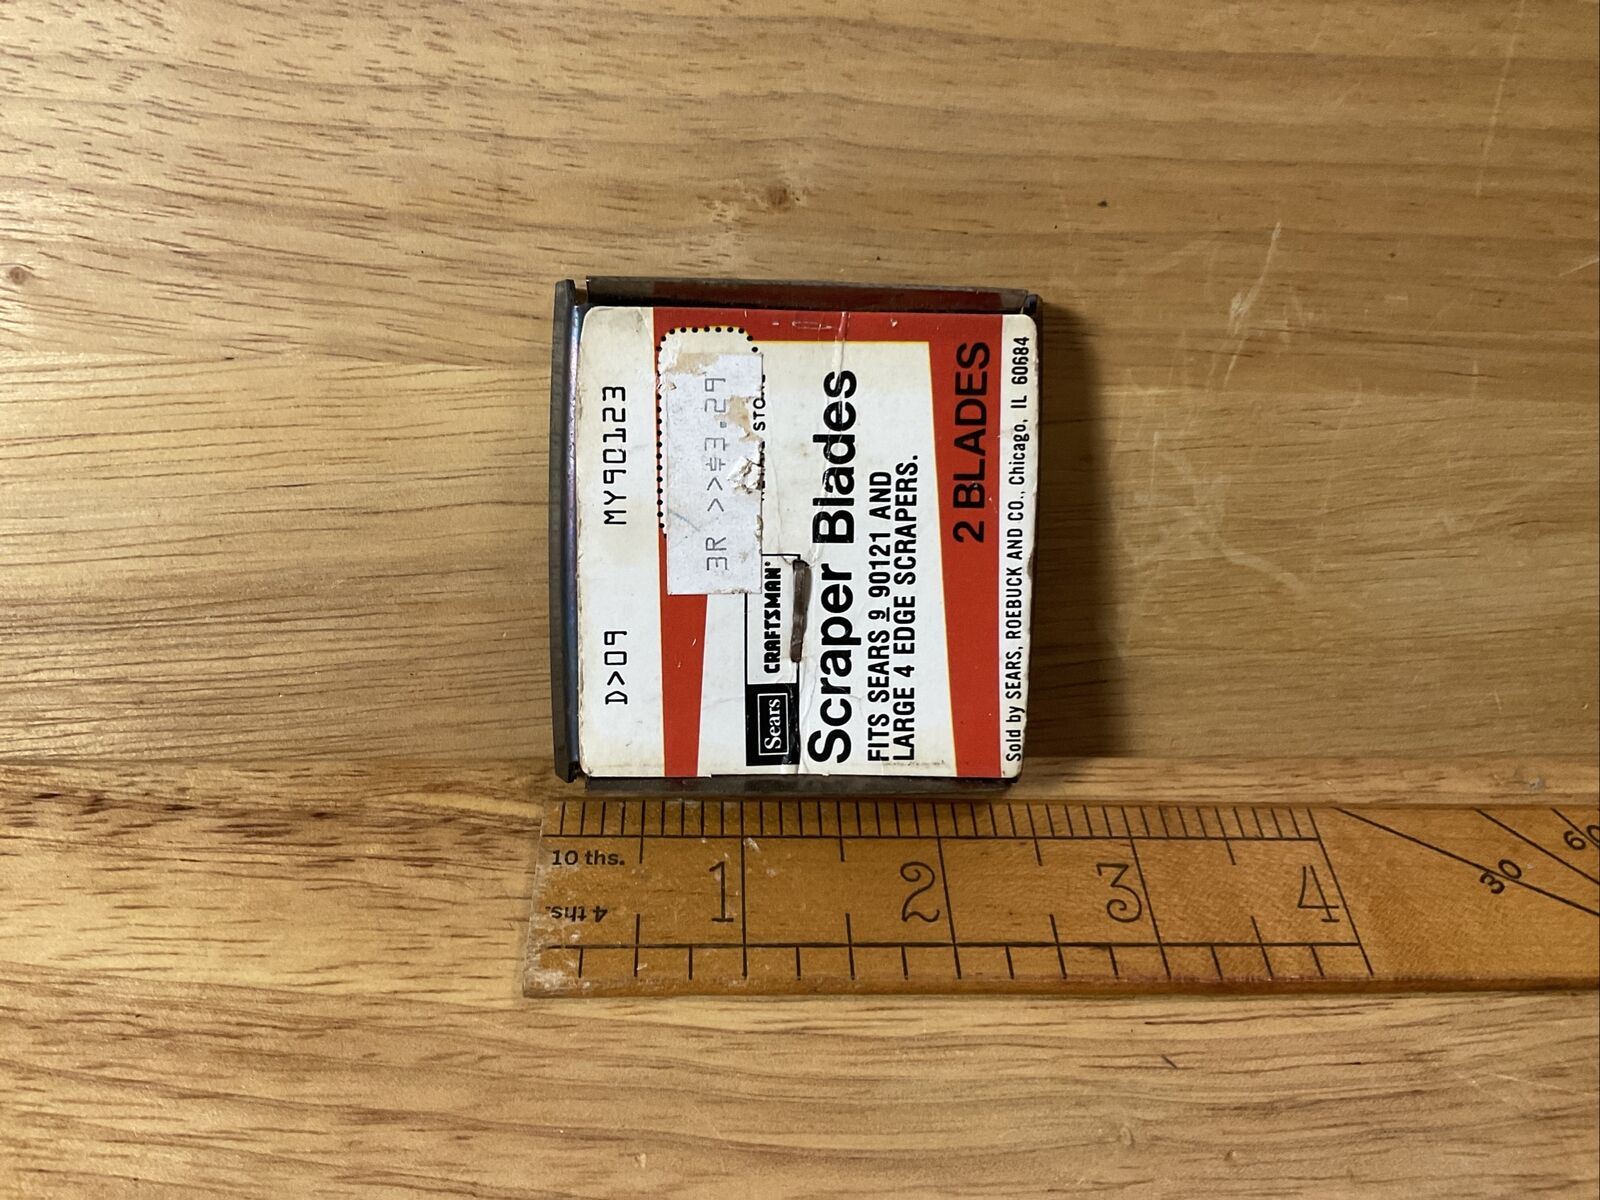 D>09 MY90123
3R >>$3.29
STORE
Sears CRAFTSMAN®
Scraper Blades
FITS SEARS 9 90121 AND
LARGE 4 EDGE SCRAPERS.
2 BLADES
Sold by SEARS, ROEBUCK AND CO., Chicago, IL 60684
10 ths.
1 2 3 4
4 ths.
30
60